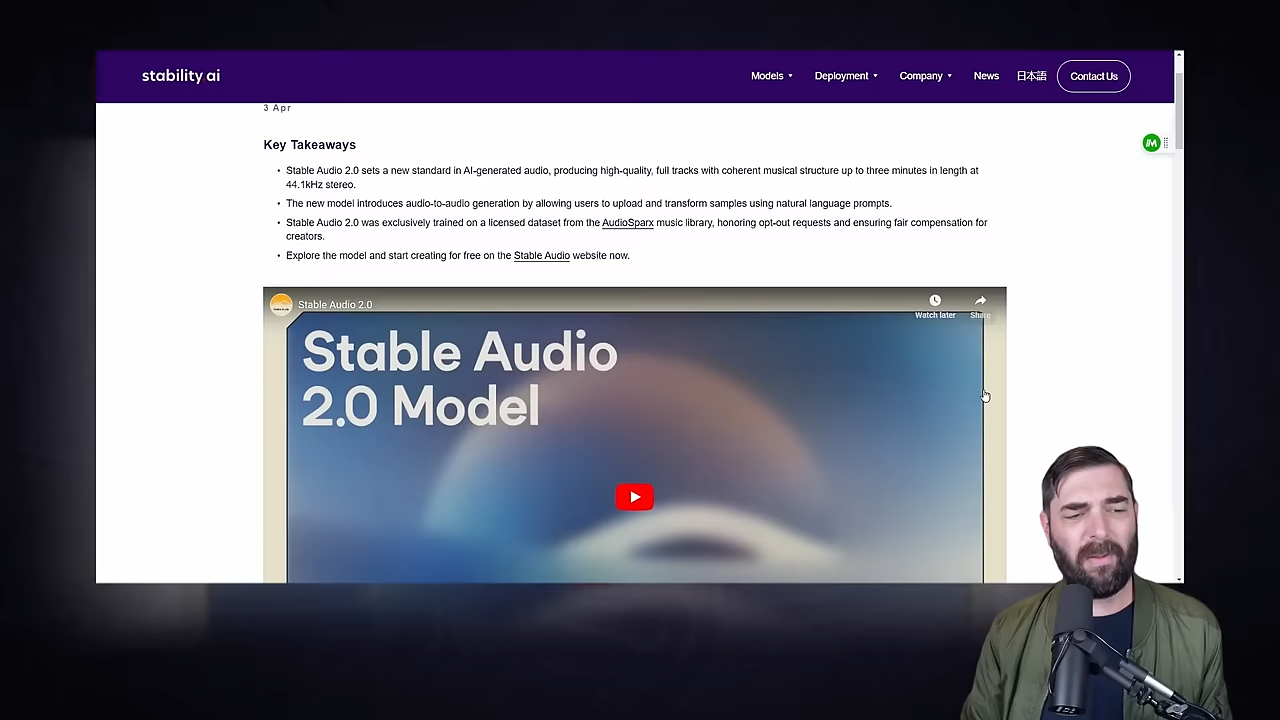 stability ai
Models
Deployment
Company
News
日本語
Contact Us
3 Apr
Key Takeaways
• Stable Audio 2.0 sets a new standard in AI-generated audio, producing high-quality, full tracks with coherent musical structure up to three minutes in length at
44.1kHz stereo.
• The new model introduces audio-to-audio generation by allowing users to upload and transform samples using natural language prompts.
• Stable Audio 2.0 was exclusively trained on a licensed dataset from the AudioSparx music library, honoring opt-out requests and ensuring fair compensation for
creators.
• Explore the model and start creating for free on the Stable Audio website now.
Stable Audio 2.0
Watch later
Share
Stable Audio
2.0 Model